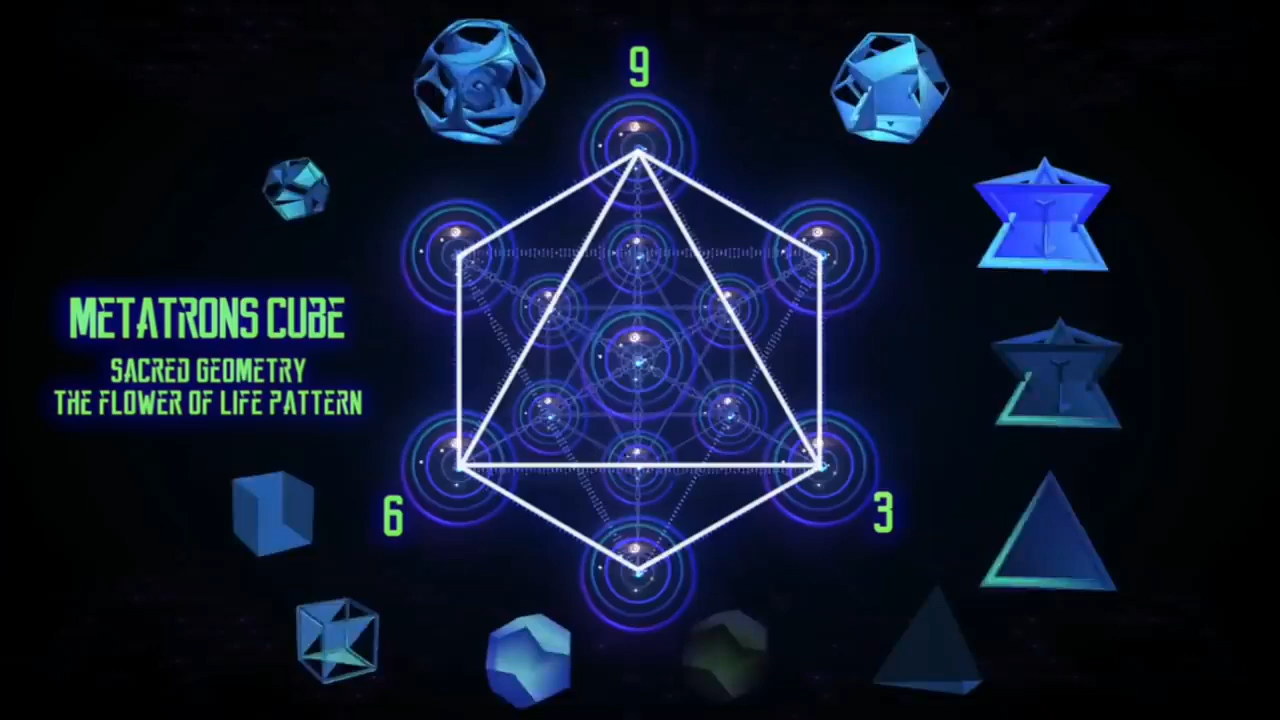 9
METATRONS CUBE
SACRED GEOMETRY
THE FLOWER OF LIFE PATTERN
6
3